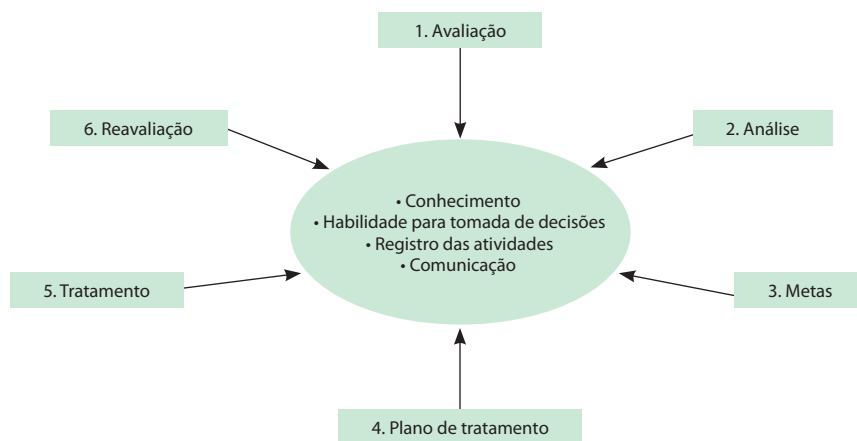 1. Avaliação
2. Análise
3. Metas
4. Plano de tratamento
5. Tratamento
6. Reavaliação
• Conhecimento
• Habilidade para tomada de decisões
• Registro das atividades
• Comunicação